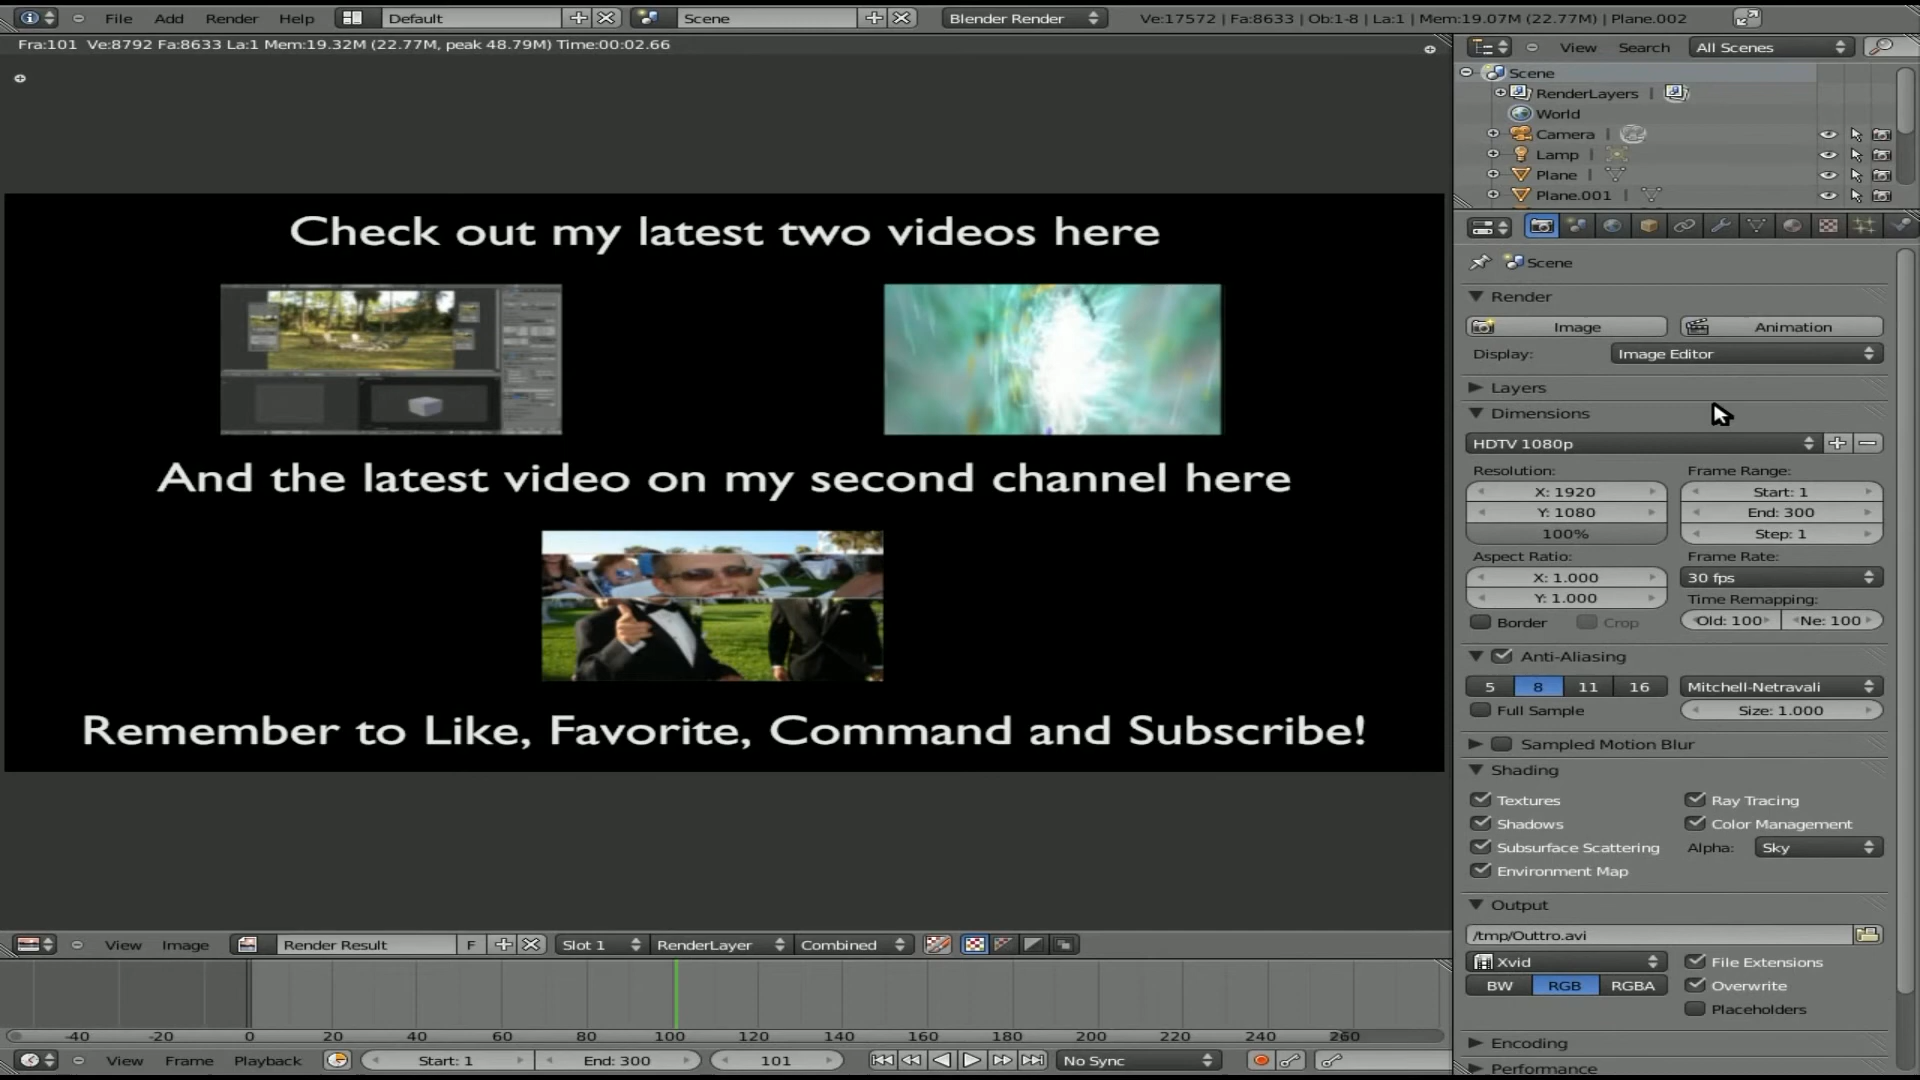 File Add Render Help Default Scene Blender Render Ve:17572 | Fa:8633 | Ob:1-8 | La:1 | Mem:19.07M (22.77M) | Plane.002
Fra:101 Ve:8792 Fa:8633 La:1 Mem:19.32M (22.77M, peak 48.79M) Time:00:02.66
View Search All Scenes
Scene
RenderLayers
World
Camera
Lamp
Plane
Plane.001
Check out my latest two videos here
And the latest video on my second channel here
Remember to Like, Favorite, Command and Subscribe!
Scene
Render
Image Animation
Display: Image Editor
Layers
Dimensions
HDTV 1080p
Resolution: Frame Range:
X: 1920 Start: 1
Y: 1080 End: 300
100% Step: 1
Aspect Ratio: Frame Rate:
X: 1.000 30 fps
Y: 1.000 Time Remapping:
Border Crop Old: 100 Ne: 100
Anti-Aliasing
5 8 11 16 Mitchell-Netravali
Full Sample Size: 1.000
Sampled Motion Blur
Shading
Textures Ray Tracing
Shadows Color Management
Subsurface Scattering Alpha: Sky
Environment Map
Output
/tmp/Outtro.avi
Xvid File Extensions
BW RGB RGBA Overwrite
Placeholders
Encoding
Performance
View Image Render Result F Slot 1 RenderLayer Combined
-40 -20 0 20 40 60 80 100 120 140 160 180 200 220 240 260
View Frame Playback Start: 1 End: 300 101 No Sync